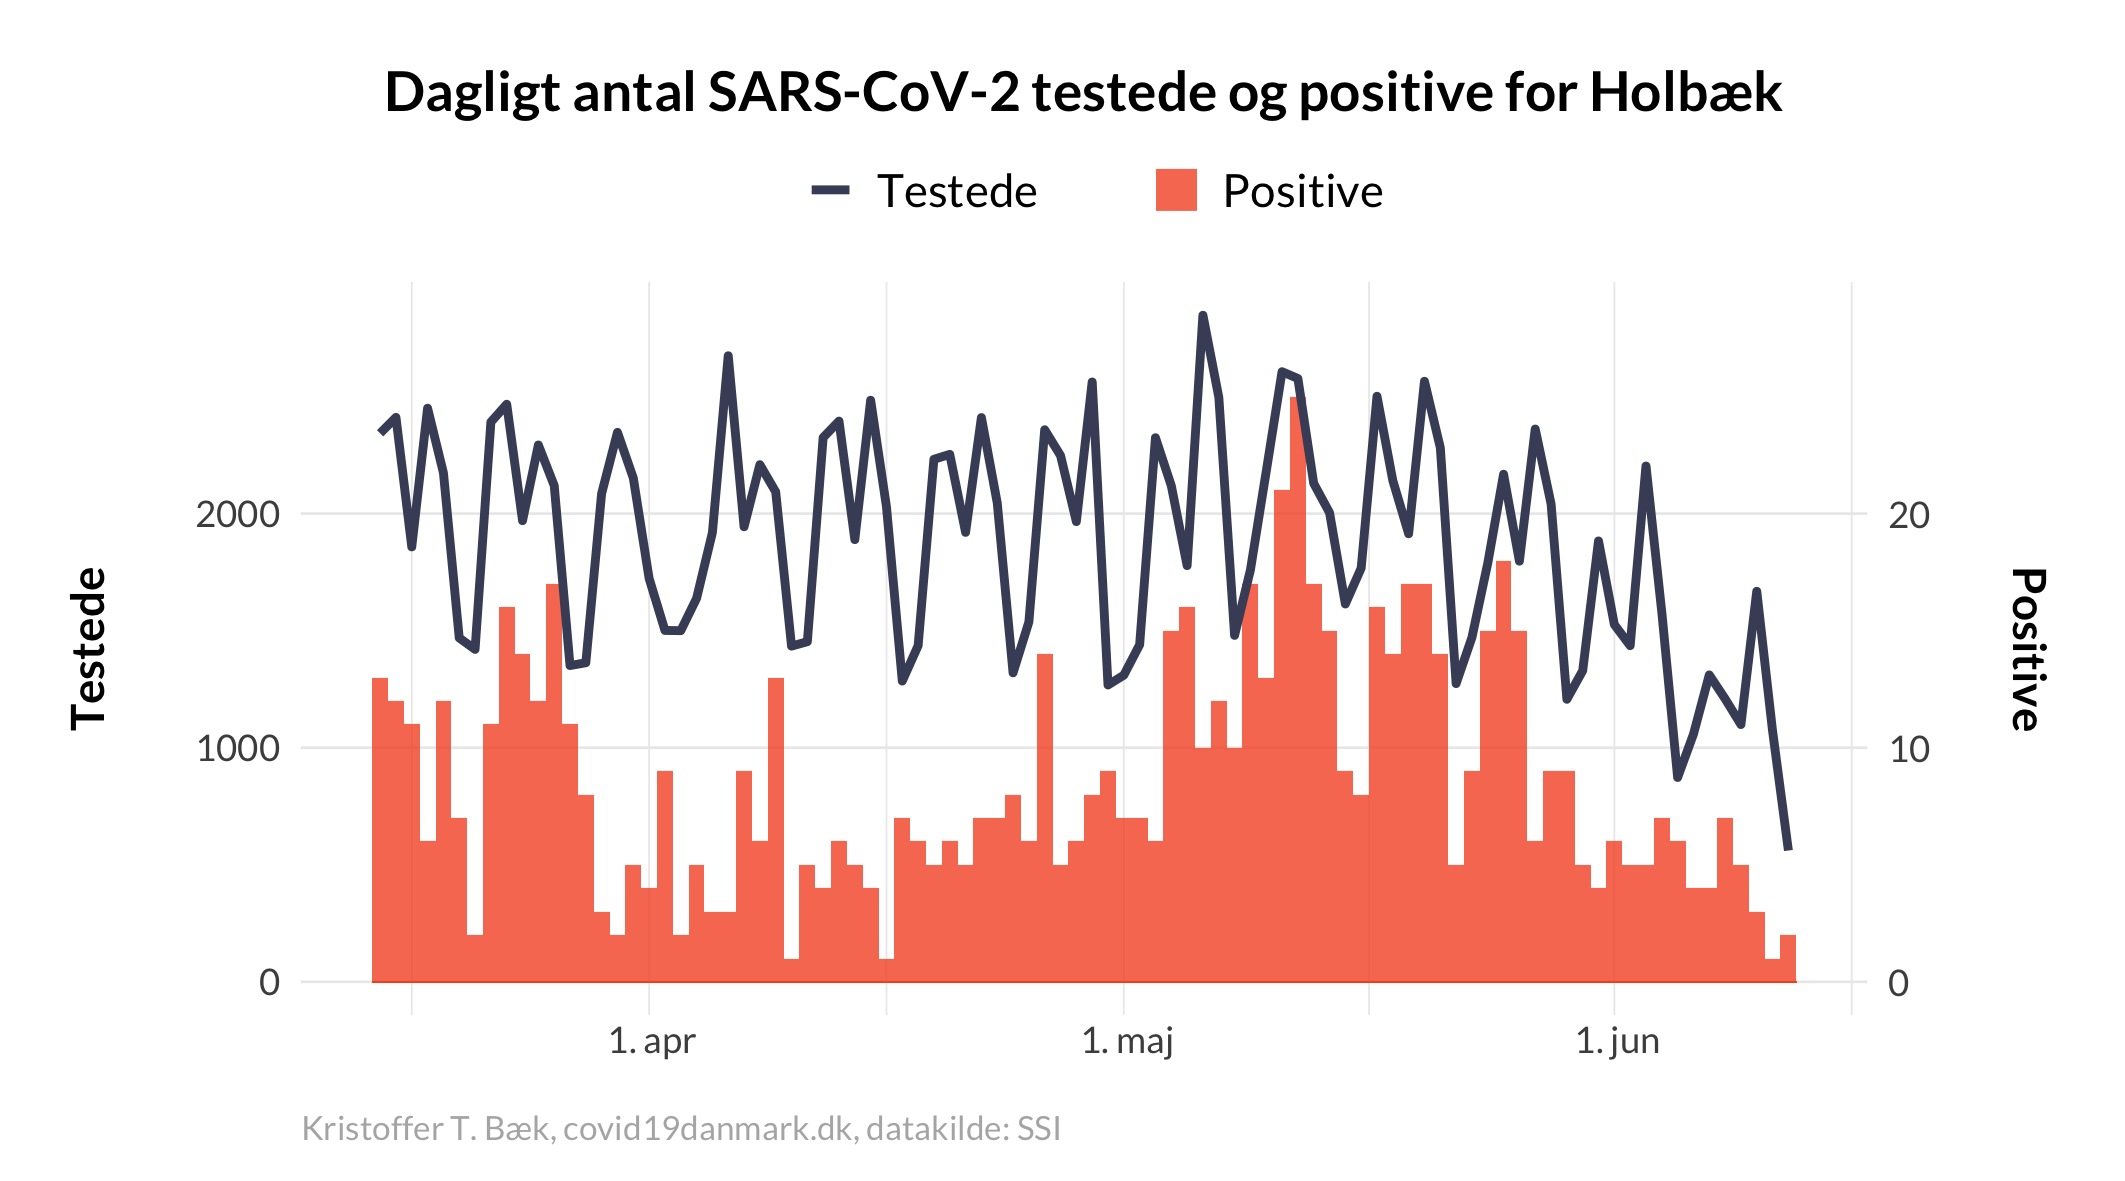 Dagligt antal SARS-CoV-2 testede og positive for Holbæk
Testede
Positive
2000
1000
0
Testede
20
10
0
Positive
1. apr
1. maj
1. jun
Kristoffer T. Bæk, covid19danmark.dk, datakilde: SSI